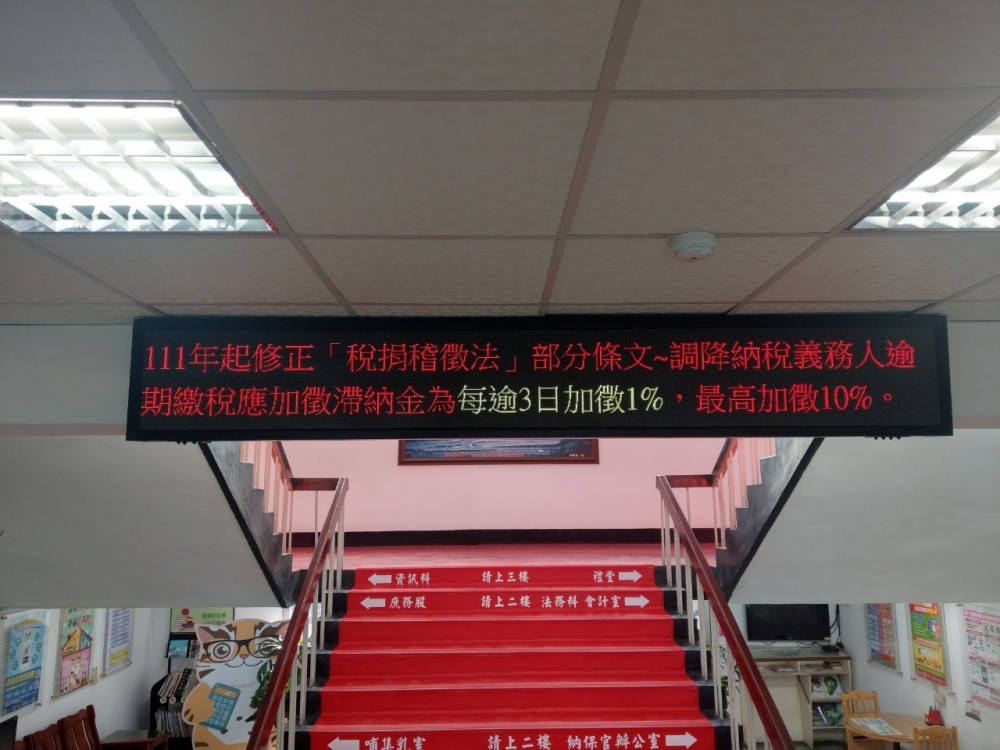 111年起修正「稅捐稽徵法」部分條文~調降納稅義務人逾
期繳稅應加徵滯納金為每逾3日加徵1%，最高加徵10%。
資訊科 請上三樓 禮堂
庶務股 請上二樓 法務科 會計室
哺集乳室 請上二樓 納保官辦公室